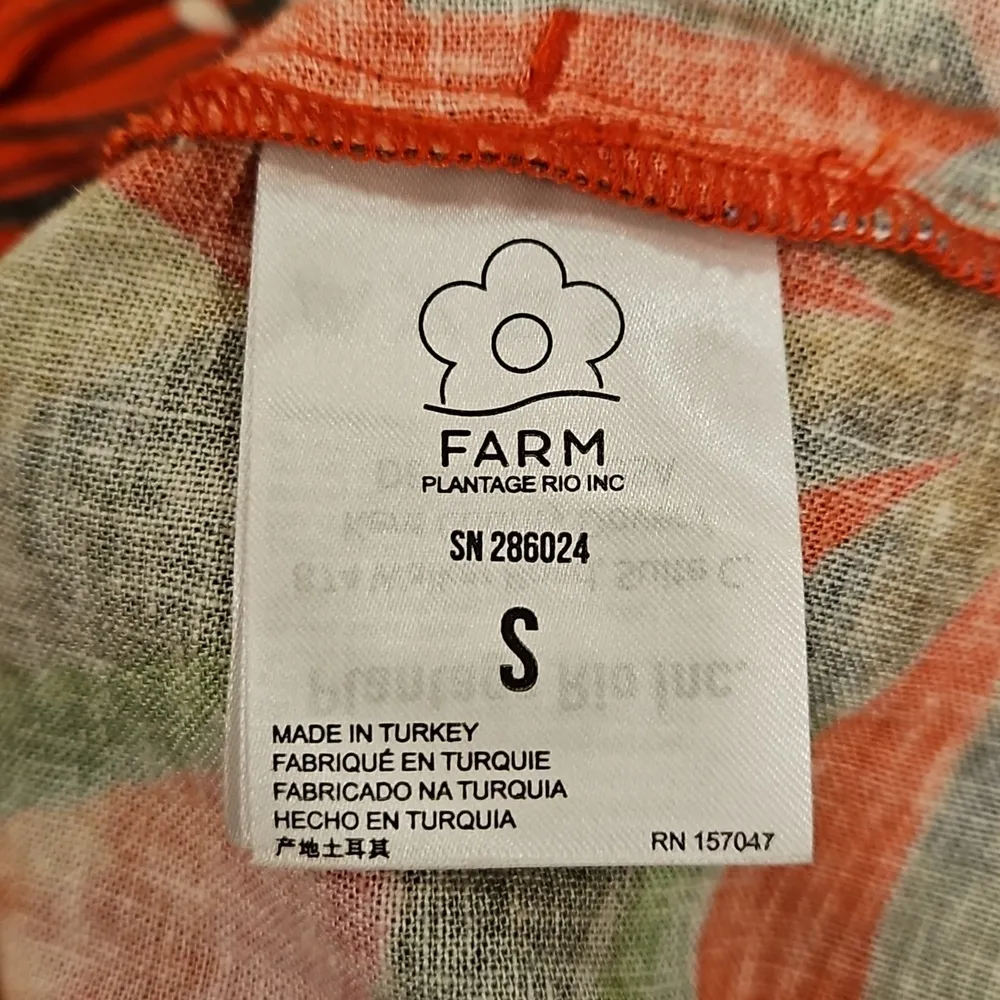 FARM
PLANTAGE RIO INC
SN 286024
S
MADE IN TURKEY
FABRIQUÉ EN TURQUIE
FABRICADO NA TURQUIA
HECHO EN TURQUIA
产地土耳其
RN 157047